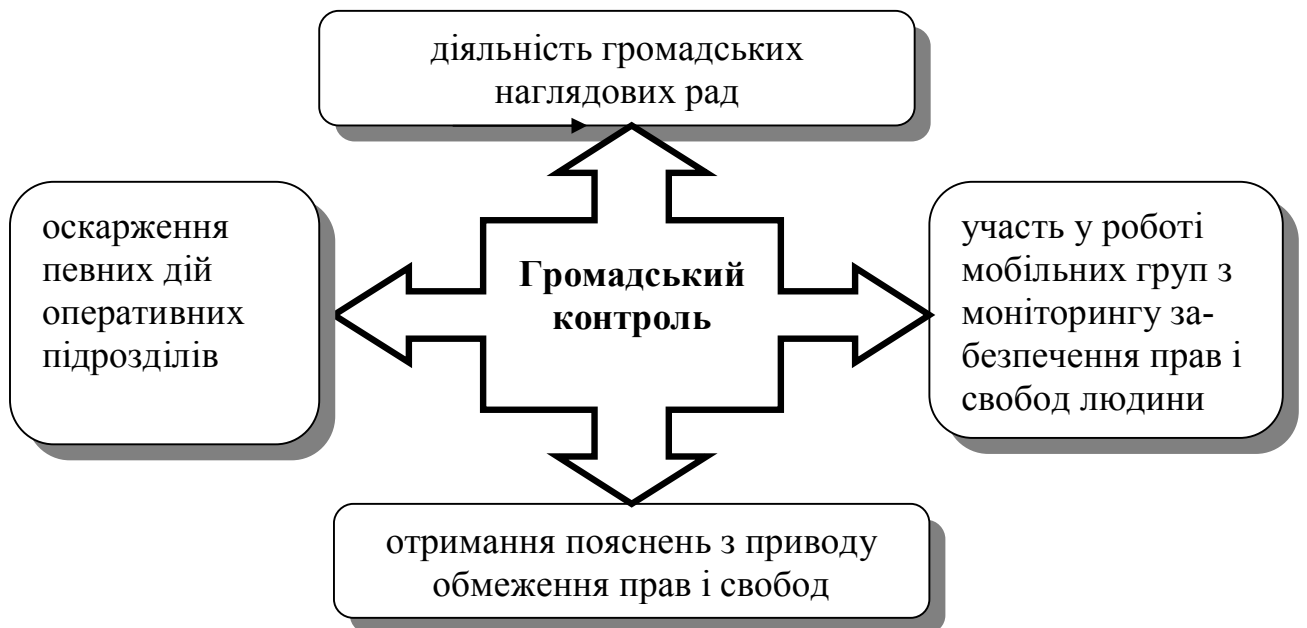 діяльність громадських
наглядових рад
оскарження
певних дій
оперативних
підрозділів
Громадський
контроль
участь у роботі
мобільних груп з
моніторингу за-
безпечення прав і
свобод людини
отримання пояснень з приводу
обмеження прав і свобод